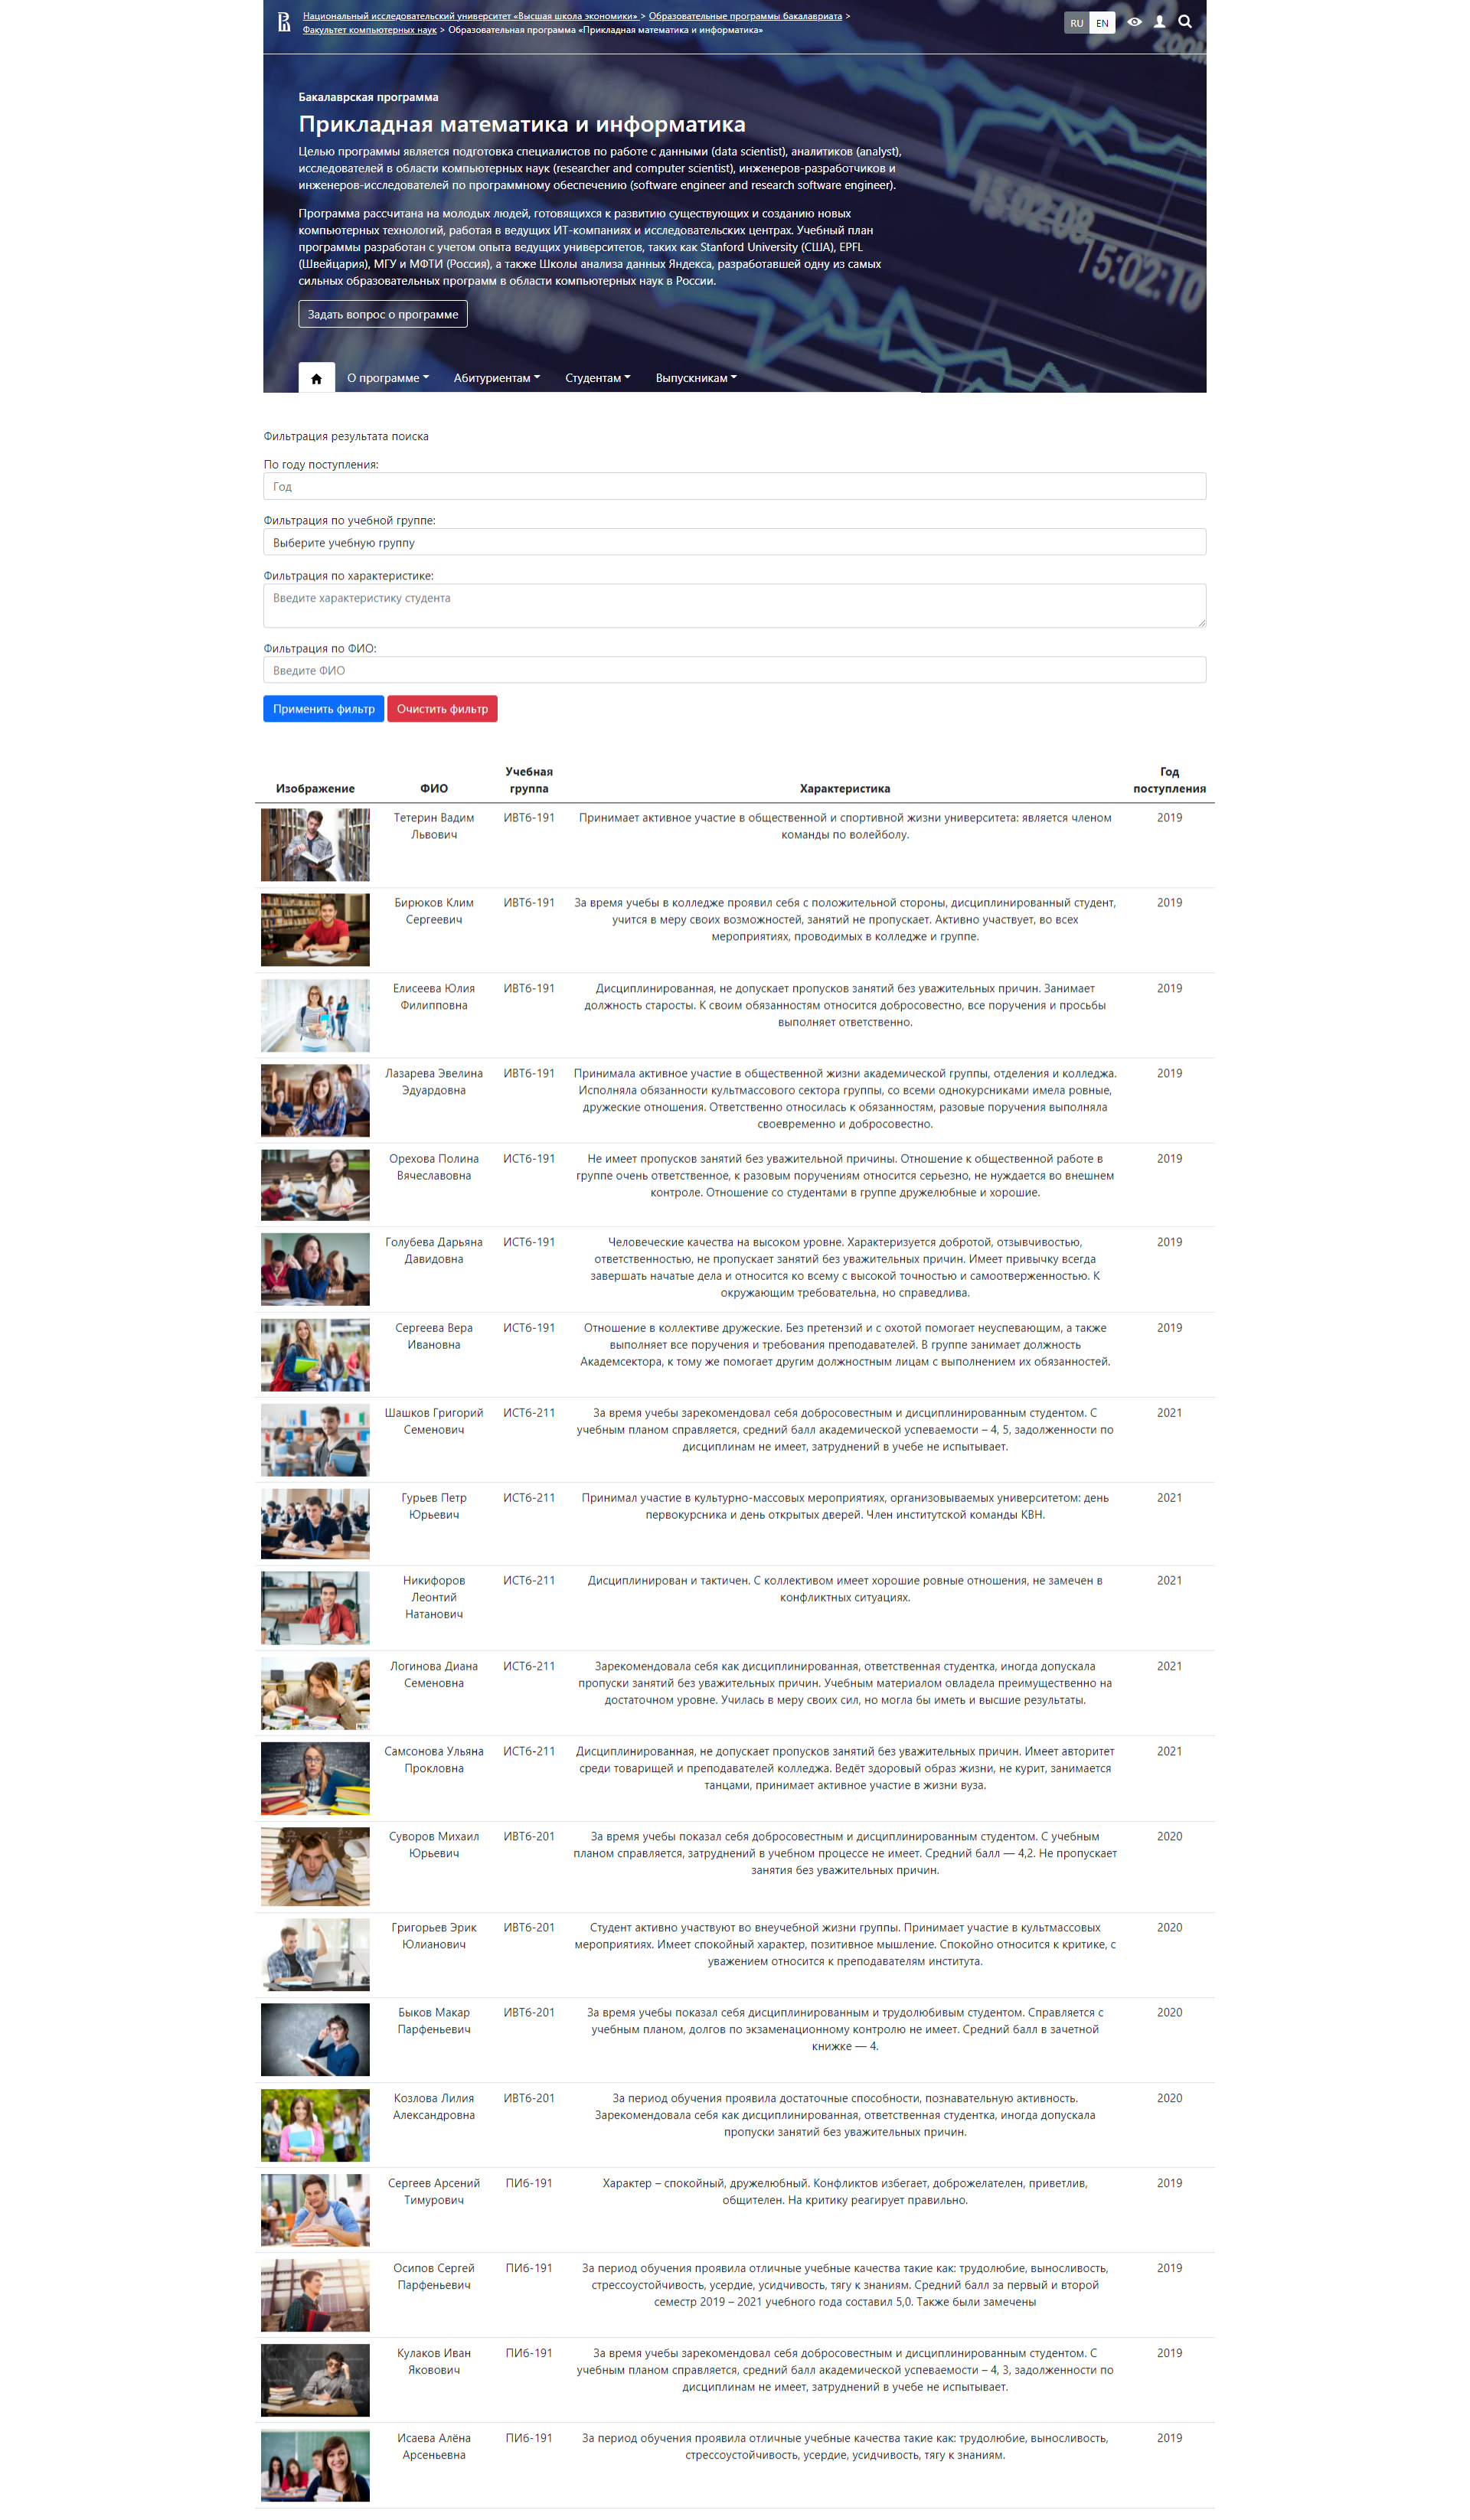 Национальный исследовательский университет «Высшая школа экономики» > Образовательные программы бакалавриата >
Факультет компьютерных наук > Образовательная программа «Прикладная математика и информатика»
RU EN
Бакалаврская программа
Прикладная математика и информатика
Целью программы является подготовка специалистов по работе с данными (data scientist), аналитиков (analyst),
исследователей в области компьютерных наук (researcher and computer scientist), инженеров-разработчиков и
инженеров-исследователей по программному обеспечению (software engineer and research software engineer).
Программа рассчитана на молодых людей, готовящихся к развитию существующих и созданию новых
компьютерных технологий, работая в ведущих ИТ-компаниях и исследовательских центрах. Учебный план
программы разработан с учетом опыта ведущих университетов, таких как Stanford University (США), EPFL
(Швейцария), МГУ и МФТИ (Россия), а также Школы анализа данных Яндекса, разработавшей одну из самых
сильных образовательных программ в области компьютерных наук в России.
15:02:08
15:02:10
Задать вопрос о программе
О программе Абитуриентам Студентам Выпускникам
Фильтрация результата поиска
По году поступления:
Год
Фильтрация по учебной группе:
Выберите учебную группу
Фильтрация по характеристике:
Введите характеристику студента
Фильтрация по ФИО:
Введите ФИО
Применить фильтр Очистить фильтр
Учебная Год
Изображение ФИО группа Характеристика поступления
Тетерин Вадим ИВТб-191 Принимает активное участие в общественной и спортивной жизни университета: является членом 2019
Львович команды по волейболу.
Бирюков Клим ИВТб-191 За время учебы в колледже проявил себя с положительной стороны, дисциплинированный студент, 2019
Сергеевич учится в меру своих возможностей, занятий не пропускает. Активно участвует, во всех
мероприятиях, проводимых в колледже и группе.
Елисеева Юлия ИВТб-191 Дисциплинированная, не допускает пропусков занятий без уважительных причин. Занимает 2019
Филипповна должность старосты. К своим обязанностям относится добросовестно, все поручения и просьбы
выполняет ответственно.
Лазарева Эвелина ИВТб-191 Принимала активное участие в общественной жизни академической группы, отделения и колледжа. 2019
Эдуардовна Исполняла обязанности культмассового сектора группы, со всеми однокурсниками имела ровные,
дружеские отношения. Ответственно относилась к обязанностям, разовые поручения выполняла
своевременно и добросовестно.
Орехова Полина ИСТб-191 Не имеет пропусков занятий без уважительной причины. Отношение к общественной работе в 2019
Вячеславовна группе очень ответственное, к разовым поручениям относится серьезно, не нуждается во внешнем
контроле. Отношение со студентами в группе дружелюбные и хорошие.
Голубева Дарьяна ИСТб-191 Человеческие качества на высоком уровне. Характеризуется добротой, отзывчивостью, 2019
Давидовна ответственностью, не пропускает занятий без уважительных причин. Имеет привычку всегда
завершать начатые дела и относится ко всему с высокой точностью и самоотверженностью. К
окружающим требовательна, но справедлива.
Сергеева Вера ИСТб-191 Отношение в коллективе дружеские. Без претензий и с охотой помогает неуспевающим, а также 2019
Ивановна выполняет все поручения и требования преподавателей. В группе занимает должность
Академсектора, к тому же помогает другим должностным лицам с выполнением их обязанностей.
Шашков Григорий ИСТб-211 За время учебы зарекомендовал себя добросовестным и дисциплинированным студентом. С 2021
Семенович учебным планом справляется, средний балл академической успеваемости – 4, 5, задолженности по
дисциплинам не имеет, затруднений в учебе не испытывает.
Гурьев Петр ИСТб-211 Принимал участие в культурно-массовых мероприятиях, организовываемых университетом: день 2021
Юрьевич первокурсника и день открытых дверей. Член институтской команды КВН.
Никифоров ИСТб-211 Дисциплинирован и тактичен. С коллективом имеет хорошие ровные отношения, не замечен в 2021
Леонтий конфликтных ситуациях.
Натанович
Логинова Диана ИСТб-211 Зарекомендовала себя как дисциплинированная, ответственная студентка, иногда допускала 2021
Семеновна пропуски занятий без уважительных причин. Учебным материалом овладела преимущественно на
достаточном уровне. Училась в меру своих сил, но могла бы иметь и высшие результаты.
Самсонова Ульяна ИСТб-211 Дисциплинированная, не допускает пропусков занятий без уважительных причин. Имеет авторитет 2021
Прокловна среди товарищей и преподавателей колледжа. Ведёт здоровый образ жизни, не курит, занимается
танцами, принимает активное участие в жизни вуза.
Суворов Михаил ИВТб-201 За время учебы показал себя добросовестным и дисциплинированным студентом. С учебным 2020
Юрьевич планом справляется, затруднений в учебном процессе не имеет. Средний балл — 4,2. Не пропускает
занятия без уважительных причин.
Григорьев Эрик ИВТб-201 Студент активно участвуют во внеучебной жизни группы. Принимает участие в культмассовых 2020
Юлианович мероприятиях. Имеет спокойный характер, позитивное мышление. Спокойно относится к критике, с
уважением относится к преподавателям института.
Быков Макар ИВТб-201 За время учебы показал себя дисциплинированным и трудолюбивым студентом. Справляется с 2020
Парфеньевич учебным планом, долгов по экзаменационному контролю не имеет. Средний балл в зачетной
книжке — 4.
Козлова Лилия ИВТб-201 За период обучения проявила достаточные способности, познавательную активность. 2020
Александровна Зарекомендовала себя как дисциплинированная, ответственная студентка, иногда допускала
пропуски занятий без уважительных причин.
Сергеев Арсений ПИб-191 Характер – спокойный, дружелюбный. Конфликтов избегает, доброжелателен, приветлив, 2019
Тимурович общителен. На критику реагирует правильно.
Осипов Сергей ПИб-191 За период обучения проявила отличные учебные качества такие как: трудолюбие, выносливость, 2019
Парфеньевич стрессоустойчивость, усердие, усидчивость, тягу к знаниям. Средний балл за первый и второй
семестр 2019 – 2021 учебного года составил 5,0. Также были замечены
Кулаков Иван ПИб-191 За время учебы зарекомендовал себя добросовестным и дисциплинированным студентом. С 2019
Яковович учебным планом справляется, средний балл академической успеваемости – 4, 3, задолженности по
дисциплинам не имеет, затруднений в учебе не испытывает.
Исаева Алёна ПИб-191 За период обучения проявила отличные учебные качества такие как: трудолюбие, выносливость, 2019
Арсеньевна стрессоустойчивость, усердие, усидчивость, тягу к знаниям.